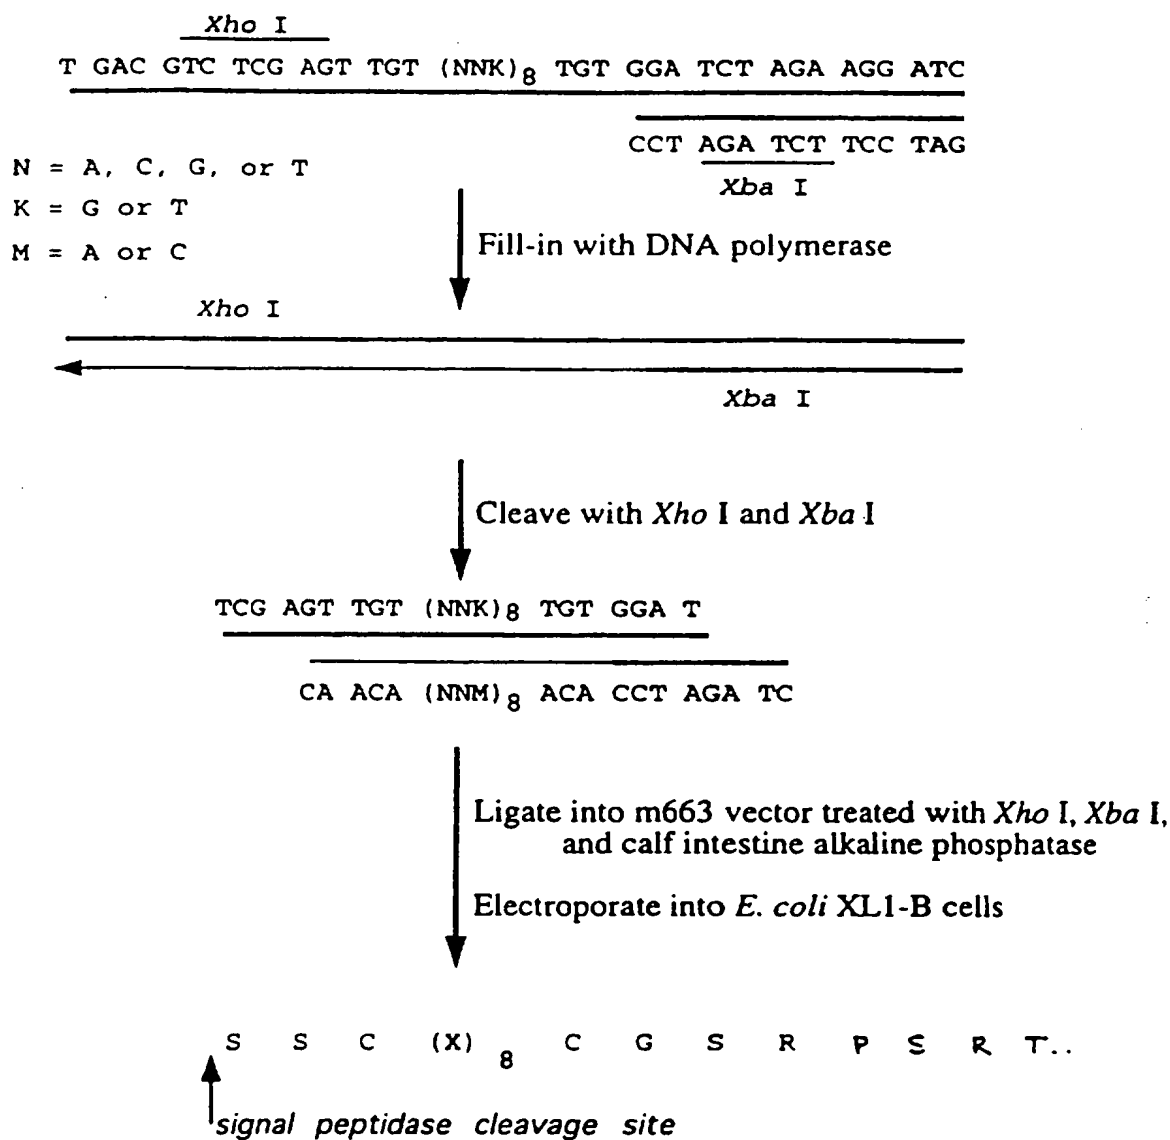 Xho I
T GAC GTC TCG AGT TGT (NNK)8 TGT GGA TCT AGA AGG ATC
CCT AGA TCT TCC TAG
Xba I
N = A, C, G, or T
K = G or T
M = A or C
Fill-in with DNA polymerase
Xho I
Xba I
Cleave with Xho I and Xba I
TCG AGT TGT (NNK)8 TGT GGA T
CA ACA (NNM)8 ACA CCT AGA TC
Ligate into m663 vector treated with Xho I, Xba I,
and calf intestine alkaline phosphatase
Electroporate into E. coli XL1-B cells
S S C (X)8 C G S R P S R T..
signal peptidase cleavage site